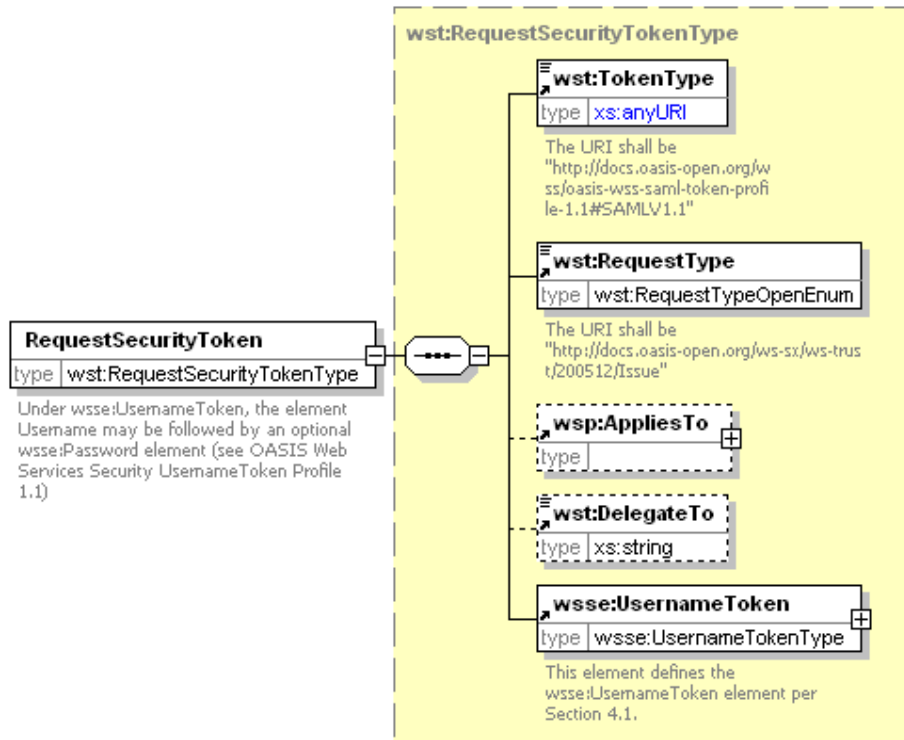 wst:RequestSecurityTokenType
wst:TokenType
type xs:anyURI
The URI shall be
"http://docs.oasis-open.org/w
ss/oasis-wss-saml-token-profi
le-1.1#SAMLV1.1"
wst:RequestType
type wst:RequestTypeOpenEnum
The URI shall be
"http://docs.oasis-open.org/ws-sx/ws-trus
t/200512/Issue"
RequestSecurityToken
type wst:RequestSecurityTokenType
Under wsse:UsernameToken, the element
Username may be followed by an optional
wsse:Password element (see OASIS Web
Services Security UsernameToken Profile
1.1)
wsp:AppliesTo
type
wst:DelegateTo
type xs:string
wsse:UsernameToken
type wsse:UsernameTokenType
This element defines the
wsse:UsernameToken element per
Section 4.1.